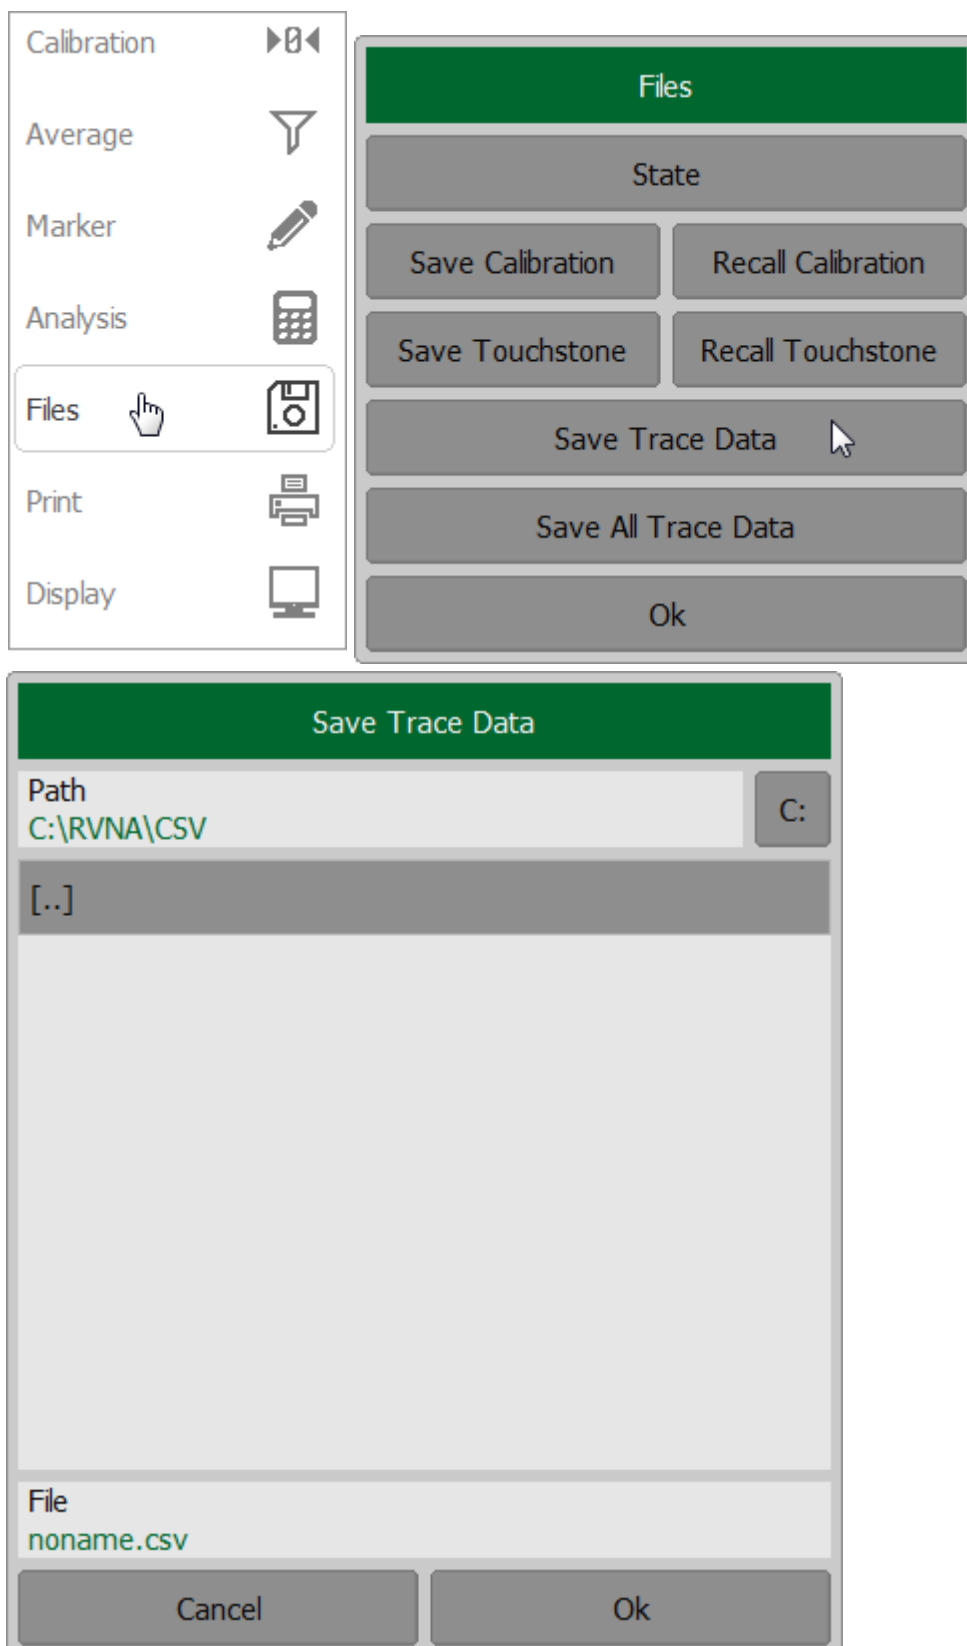 Calibration
Average
Marker
Analysis
Files
Print
Display
Files
State
Save Calibration
Recall Calibration
Save Touchstone
Recall Touchstone
Save Trace Data
Save All Trace Data
Ok
Save Trace Data
Path
C:\RVNA\CSV
C:
[..]
File
noname.csv
Cancel
Ok